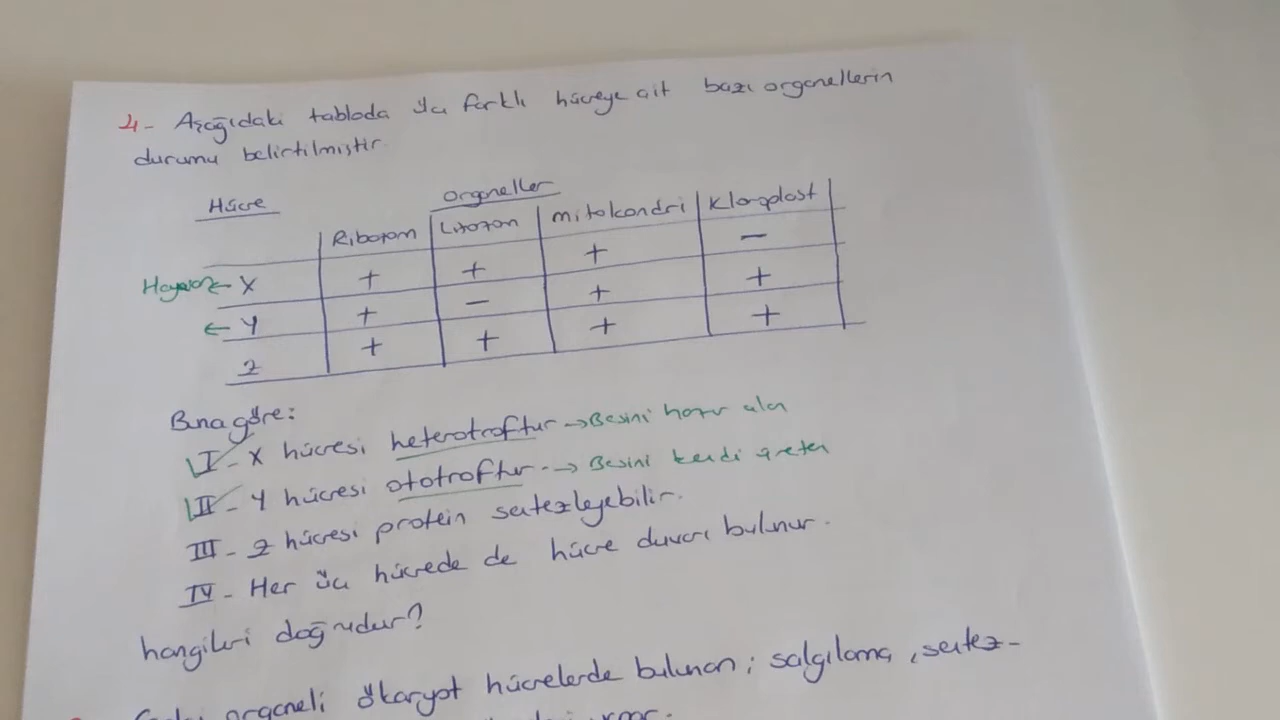 4- Aşağıdaki tabloda üç farklı hücreye ait bazı organellerin
durumu belirtilmiştir.
Hücre Organeller
Ribozom Lizozom mitokondri Kloroplast
Hayvan ← X + + + -
← Y + - + +
Z + + + +
Buna göre:
I- X hücresi heterotroftur → Besini hazır alan
II- Y hücresi ototroftur. → Besini kendi üreten
III- Z hücresi protein sentezleyebilir.
IV- Her üç hücrede de hücre duvarı bulunur.
hangileri doğrudur?
organeli ökaryot hücrelerde bulunan; salgılama, sentez-